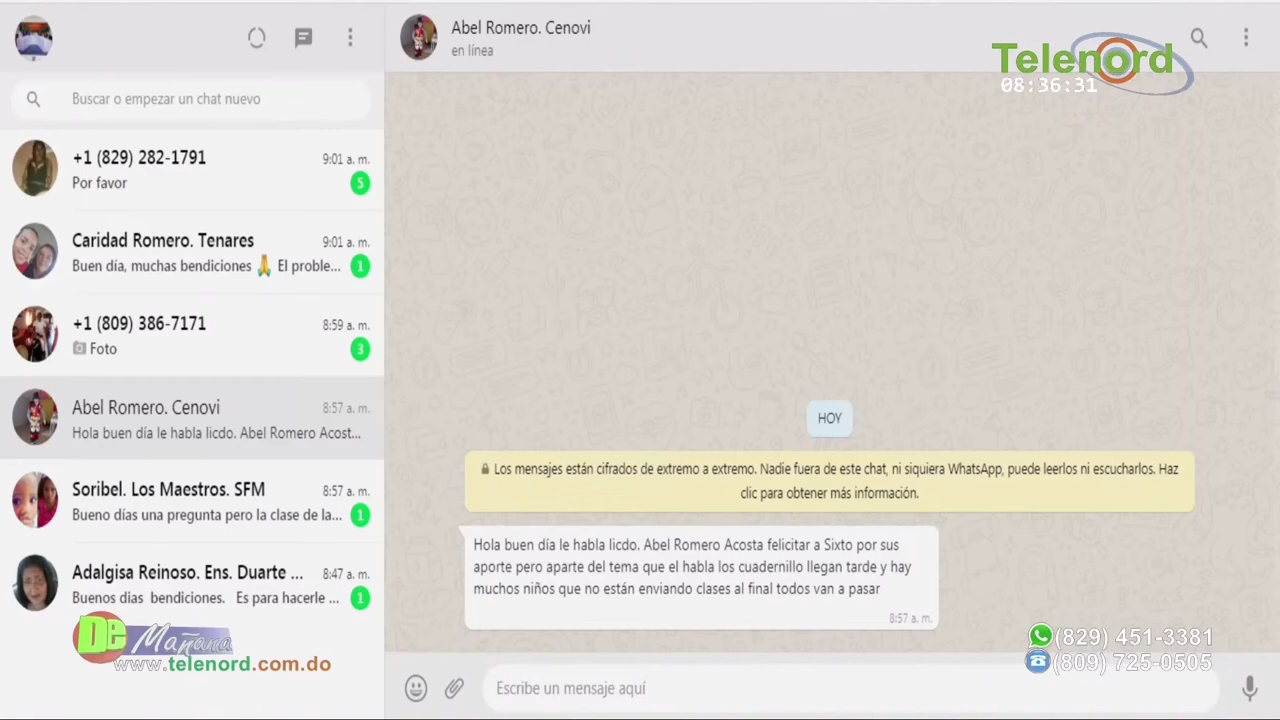 Abel Romero. Cenovi
en línea
Telenord
08:36:31
Buscar o empezar un chat nuevo
+1 (829) 282-1791
9:01 a. m.
Por favor
5
Caridad Romero. Tenares
9:01 a. m.
Buen día, muchas bendiciones 🙏 El proble...
1
+1 (809) 386-7171
8:59 a. m.
Foto
3
Abel Romero. Cenovi
8:57 a. m.
Hola buen día le habla licdo. Abel Romero Acost...
Soribel. Los Maestros. SFM
8:57 a. m.
Bueno días una pregunta pero la clase de la...
1
Adalgisa Reinoso. Ens. Duarte ...
8:47 a. m.
Buenos dias bendiciones. Es para hacerle ...
1
HOY
Los mensajes están cifrados de extremo a extremo. Nadie fuera de este chat, ni siquiera WhatsApp, puede leerlos ni escucharlos. Haz
clic para obtener más información.
Hola buen día le habla licdo. Abel Romero Acosta felicitar a Sixto por sus
aporte pero aparte del tema que el habla los cuadernillo llegan tarde y hay
muchos niños que no están enviando clases al final todos van a pasar
8:57 a. m.
De Mañana
www.telenord.com.do
(829) 451-3381
(809) 725-0505
Escribe un mensaje aquí